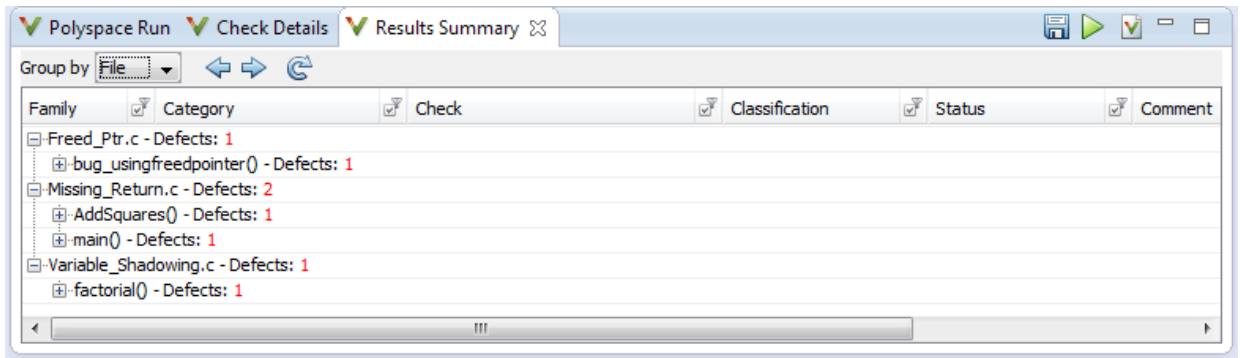 Polyspace Run Check Details Results Summary
Group by File
Family Category Check Classification Status Comment
Freed_Ptr.c - Defects: 1
bug_usingfreedpointer() - Defects: 1
Missing_Return.c - Defects: 2
AddSquares() - Defects: 1
main() - Defects: 1
Variable_Shadowing.c - Defects: 1
factorial() - Defects: 1